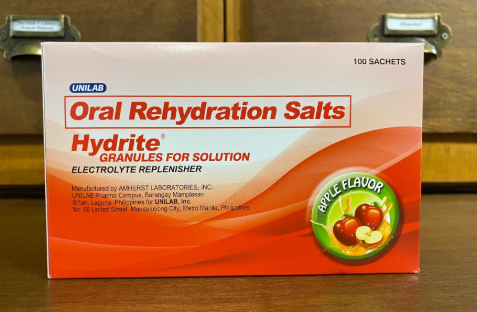 100 SACHETS
UNILAB
Oral Rehydration Salts
Hydrite®
GRANULES FOR SOLUTION
ELECTROLYTE REPLENISHER
Manufactured by AMHERST LABORATORIES, INC.
UNILAB Pharma Campus, Barangay Mamplasan
Biñan, Laguna, Philippines for UNILAB, Inc.
No. 66 United Street, Mandaluyong City, Metro Manila, Philippines
APPLE FLAVOR